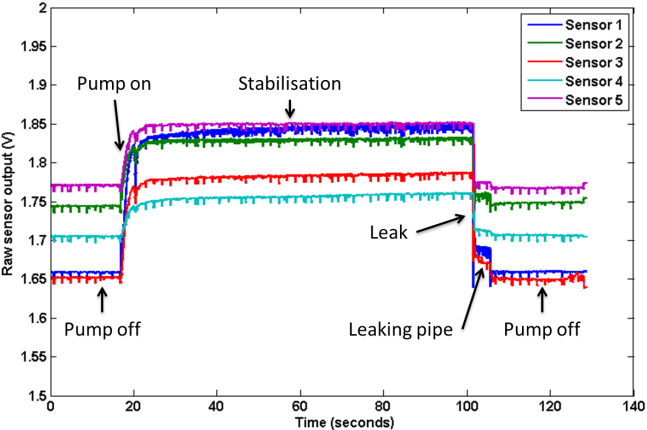 2
Sensor 1
1.95
Sensor 2
Sensor 3
1.9
Pump on
Stabilisation
Sensor 4
Sensor 5
1.85
1.8
1.75
1.7
Leak
1.65
Pump off
Leaking pipe
Pump off
1.6
1.55
1.5
0
20
40
60
80
100
120
140
Time (seconds)
Raw sensor output (V)